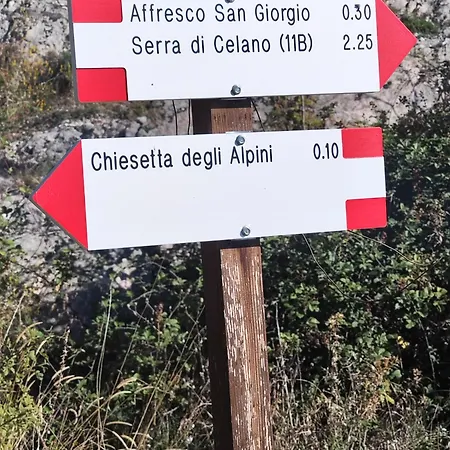 Affresco San Giorgio 0.30
Serra di Celano (11B) 2.25
Chiesetta degli Alpini 0.10